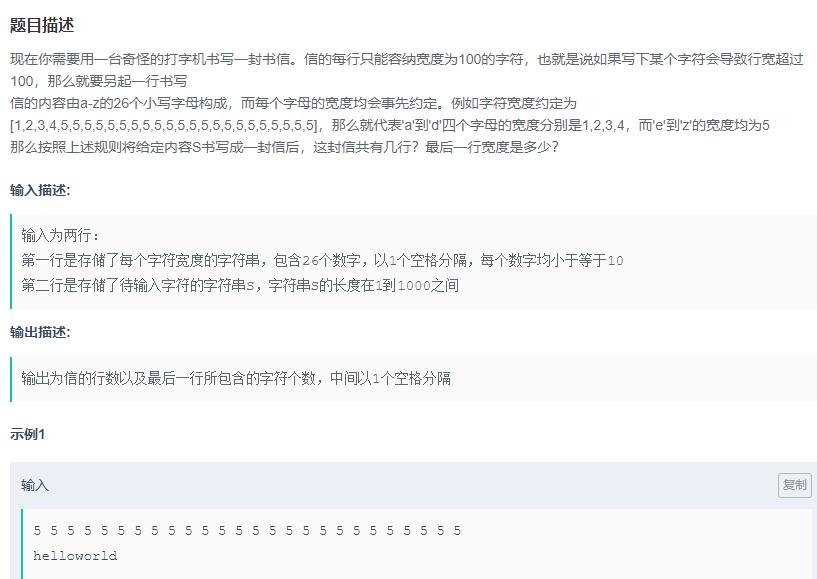 题目描述
现在你需要用一台奇怪的打字机书写一封书信。信的每行只能容纳宽度为100的字符，也就是说如果写下某个字符会导致行宽超过
100，那么就要另起一行书写
信的内容由a-z的26个小写字母构成，而每个字母的宽度均会事先约定。例如字符宽度约定为
[1,2,3,4,5,5,5,5,5,5,5,5,5,5,5,5,5,5,5,5,5,5,5,5,5,5]，那么就代表'a'到'd'四个字母的宽度分别是1,2,3,4，而'e'到'z'的宽度均为5
那么按照上述规则将给定内容S书写成一封信后，这封信共有几行？最后一行宽度是多少？
输入描述:
输入为两行：
第一行是存储了每个字符宽度的字符串，包含26个数字，以1个空格分隔，每个数字均小于等于10
第二行是存储了待输入字符的字符串S，字符串S的长度在1到1000之间
输出描述:
输出为信的行数以及最后一行所包含的字符个数，中间以1个空格分隔
示例1
输入
复制
5 5 5 5 5 5 5 5 5 5 5 5 5 5 5 5 5 5 5 5 5 5 5 5 5 5
helloworld